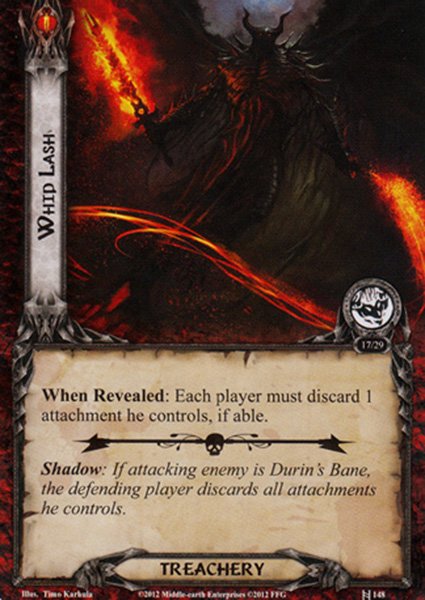 WHIP LASH
17/29
When Revealed: Each player must discard 1
attachment he controls, if able.
Shadow: If attacking enemy is Durin's Bane,
the defending player discards all attachments
he controls.
TREACHERY
Illus. Timo Karhula ©2012 Middle-earth Enterprises ©2012 FFG 148